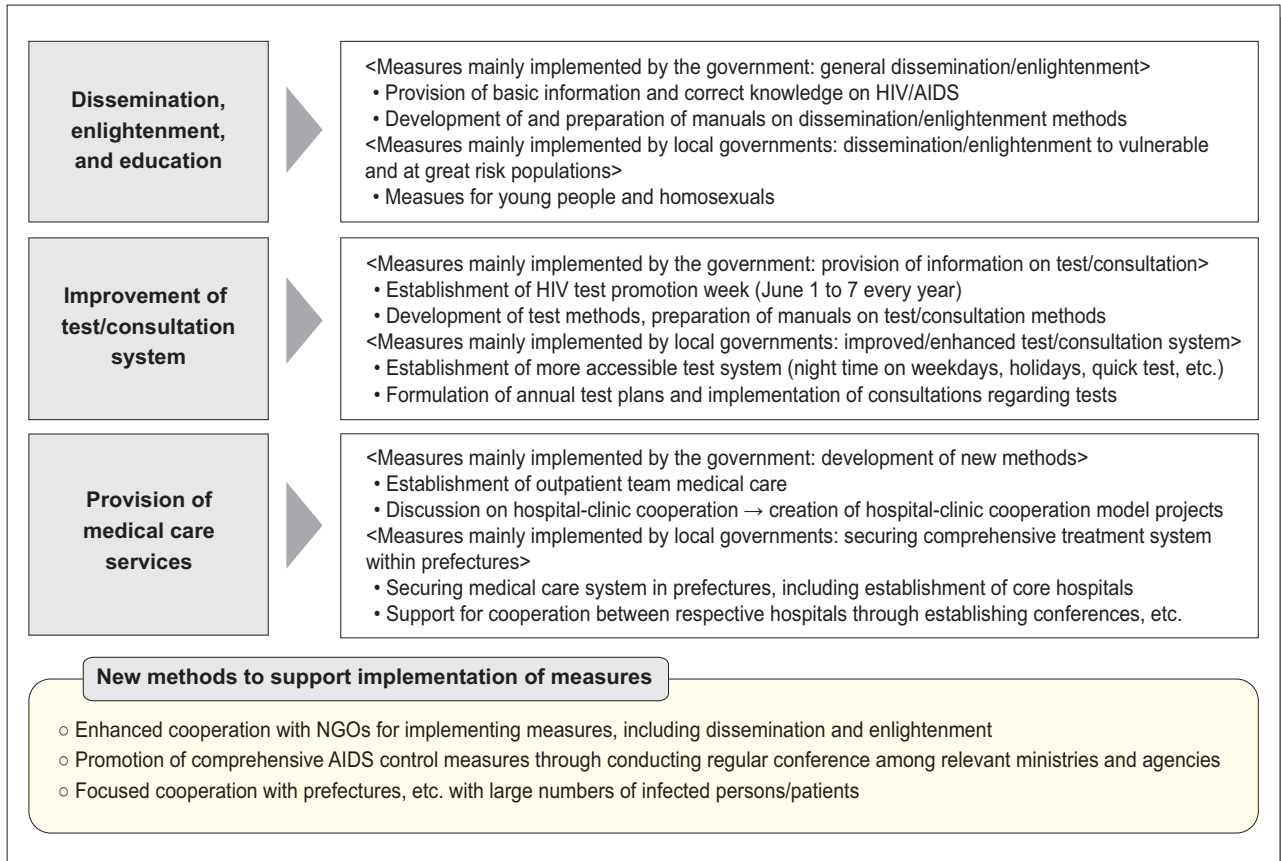 Dissemination,
enlightenment,
and education
<Measures mainly implemented by the government: general dissemination/enlightenment>
• Provision of basic information and correct knowledge on HIV/AIDS
• Development of and preparation of manuals on dissemination/enlightenment methods
<Measures mainly implemented by local governments: dissemination/enlightenment to vulnerable
and at great risk populations>
• Measues for young people and homosexuals
Improvement of
test/consultation
system
<Measures mainly implemented by the government: provision of information on test/consultation>
• Establishment of HIV test promotion week (June 1 to 7 every year)
• Development of test methods, preparation of manuals on test/consultation methods
<Measures mainly implemented by local governments: improved/enhanced test/consultation system>
• Establishment of more accessible test system (night time on weekdays, holidays, quick test, etc.)
• Formulation of annual test plans and implementation of consultations regarding tests
Provision of
medical care
services
<Measures mainly implemented by the government: development of new methods>
• Establishment of outpatient team medical care
• Discussion on hospital-clinic cooperation → creation of hospital-clinic cooperation model projects
<Measures mainly implemented by local governments: securing comprehensive treatment system
within prefectures>
• Securing medical care system in prefectures, including establishment of core hospitals
• Support for cooperation between respective hospitals through establishing conferences, etc.
New methods to support implementation of measures
○ Enhanced cooperation with NGOs for implementing measures, including dissemination and enlightenment
○ Promotion of comprehensive AIDS control measures through conducting regular conference among relevant ministries and agencies
○ Focused cooperation with prefectures, etc. with large numbers of infected persons/patients